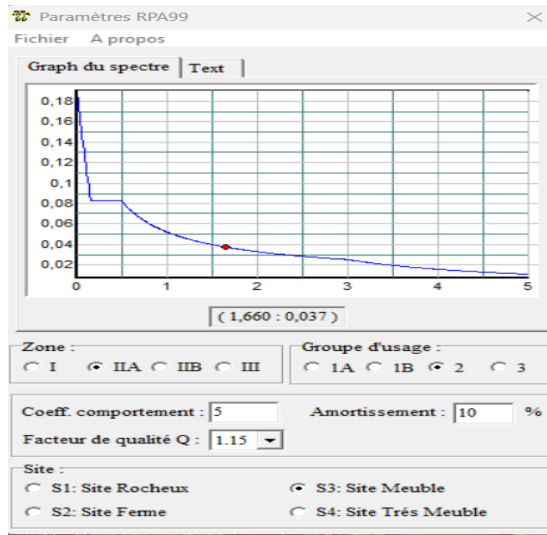 Paramètres RPA99
Fichier A propos
Graph du spectre Text
0,18
0,16
0,14
0,12
0,1
0,08
0,06
0,04
0,02
0 1 2 3 4 5
( 1,660 : 0,037 )
Zone : Groupe d'usage :
I IIA IIB III 1A 1B 2 3
Coeff. comportement : 5 Amortissement : 10 %
Facteur de qualité Q : 1.15
Site :
S1: Site Rocheux S3: Site Meuble
S2: Site Ferme S4: Site Trés Meuble